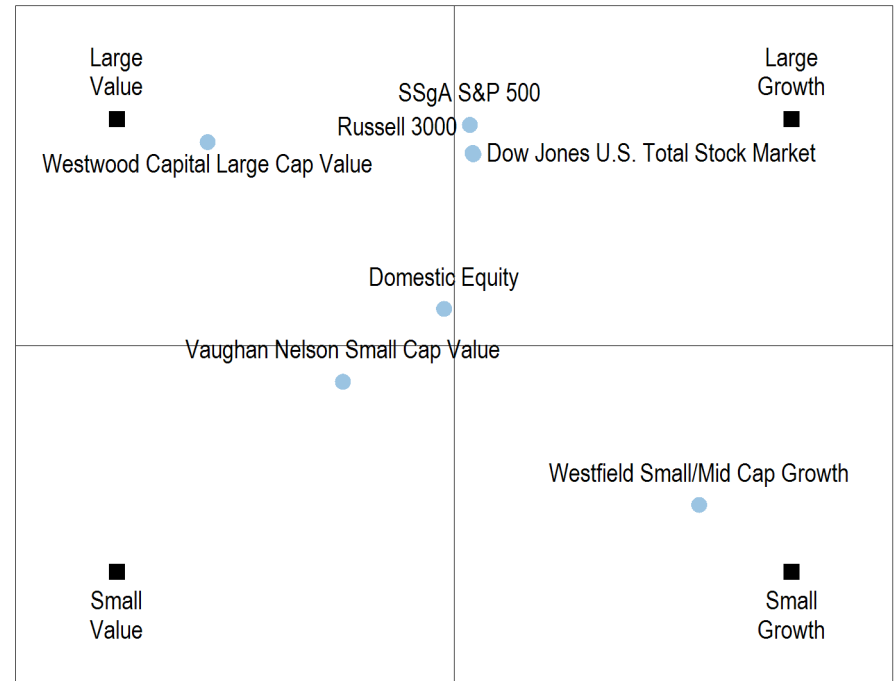 Large
Value
Large
Growth
SSgA S&P 500
Russell 3000
Dow Jones U.S. Total Stock Market
Westwood Capital Large Cap Value
Domestic Equity
Vaughan Nelson Small Cap Value
Westfield Small/Mid Cap Growth
Small
Value
Small
Growth